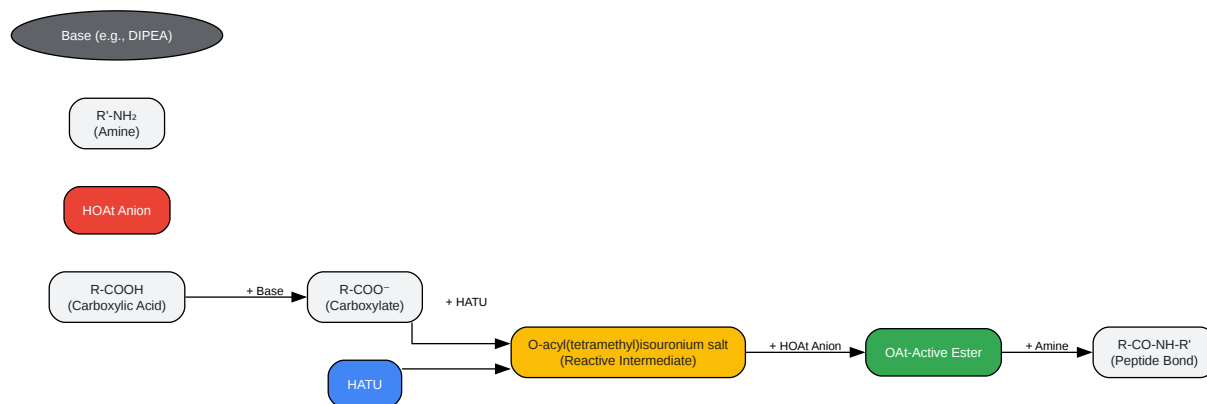 Base (e.g., DIPEA)
R'-NH₂
(Amine)
HOAt Anion
R-COOH
(Carboxylic Acid)
+ Base
R-COO⁻
(Carboxylate)
+ HATU
HATU
O-acyl(tetramethyl)isouronium salt
(Reactive Intermediate)
+ HOAt Anion
OAt-Active Ester
+ Amine
R-CO-NH-R'
(Peptide Bond)